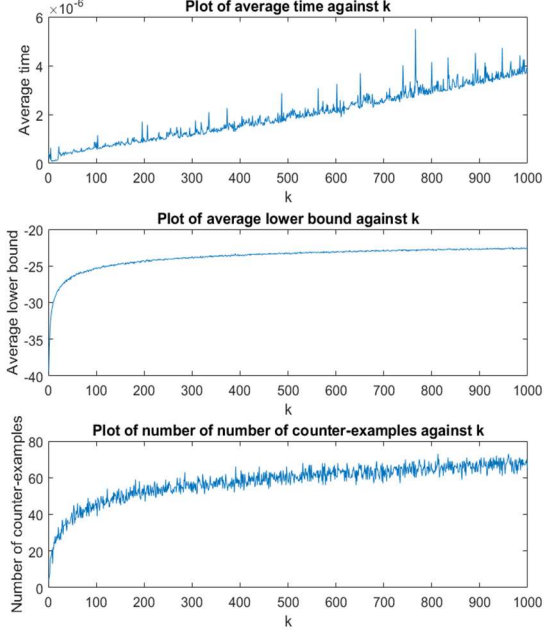 Plot of average time against k
×10⁻⁶
6
4
2
0
Average time
0 100 200 300 400 500 600 700 800 900 1000
k
Plot of average lower bound against k
-20
-25
-30
-35
-40
Average lower bound
0 100 200 300 400 500 600 700 800 900 1000
k
Plot of number of number of counter-examples against k
80
60
40
20
0
Number of counter-examples
0 100 200 300 400 500 600 700 800 900 1000
k